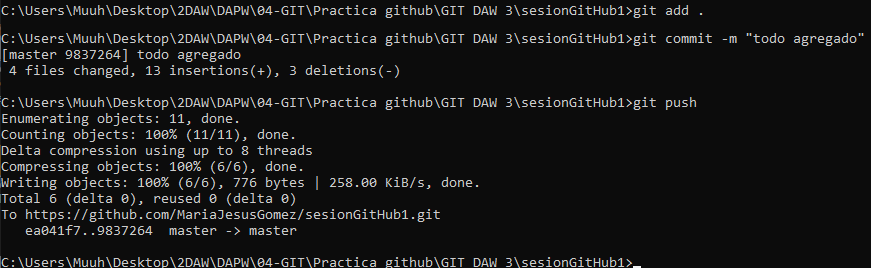 C:\Users\Muuh\Desktop\2DAW\DAPW\04-GIT\Practica github\GIT DAW 3\sesionGitHub1>git add .
C:\Users\Muuh\Desktop\2DAW\DAPW\04-GIT\Practica github\GIT DAW 3\sesionGitHub1>git commit -m "todo agregado"
[master 9837264] todo agregado
4 files changed, 13 insertions(+), 3 deletions(-)
C:\Users\Muuh\Desktop\2DAW\DAPW\04-GIT\Practica github\GIT DAW 3\sesionGitHub1>git push
Enumerating objects: 11, done.
Counting objects: 100% (11/11), done.
Delta compression using up to 8 threads
Compressing objects: 100% (6/6), done.
Writing objects: 100% (6/6), 776 bytes | 258.00 KiB/s, done.
Total 6 (delta 0), reused 0 (delta 0)
To https://github.com/MariaJesusGomez/sesionGitHub1.git
ea041f7..9837264  master -> master
C:\Users\Muuh\Desktop\2DAW\DAPW\04-GIT\Practica github\GIT DAW 3\sesionGitHub1>_